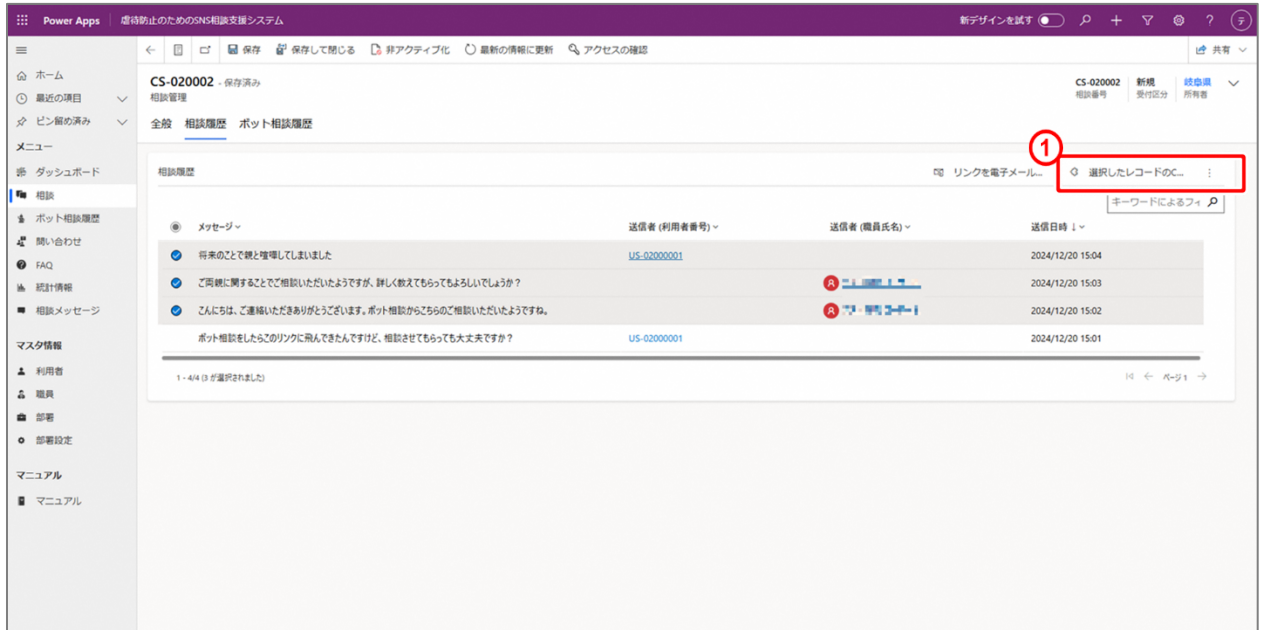 Power Apps 虐待防止のためのSNS相談支援システム 新デザインを試す
保存 保存して閉じる 非アクティブ化 最新の情報に更新 アクセスの確認 共有
ホーム
最近の項目
ピン留め済み
メニュー
ダッシュボード
相談
ボット相談履歴
問い合わせ
FAQ
統計情報
相談メッセージ
マスタ情報
利用者
職員
部署
部署設定
マニュアル
マニュアル
CS-020002 - 保存済み
相談管理
CS-020002 新規 岐阜県
相談番号 受付区分 所有者
全般 相談履歴 ボット相談履歴
1
相談履歴 リンクを電子メール... 選択したレコードのC...
キーワードによるフィ
メッセージ 送信者 (利用者番号) 送信者 (職員氏名) 送信日時 ↓
将来のことで親と喧嘩してしまいました US-02000001 2024/12/20 15:04
ご両親に関することでご相談いただいたようですが、詳しく教えてもらってもよろしいでしょうか? 2024/12/20 15:03
こんにちは、ご連絡いただきありがとうございます。ボット相談からこちらのご相談いただいたようですね。 2024/12/20 15:02
ボット相談をしたらこのリンクに飛んできたんですけど、相談させてもらっても大丈夫ですか? US-02000001 2024/12/20 15:01
1 - 4/4 (3 が選択されました) ページ 1